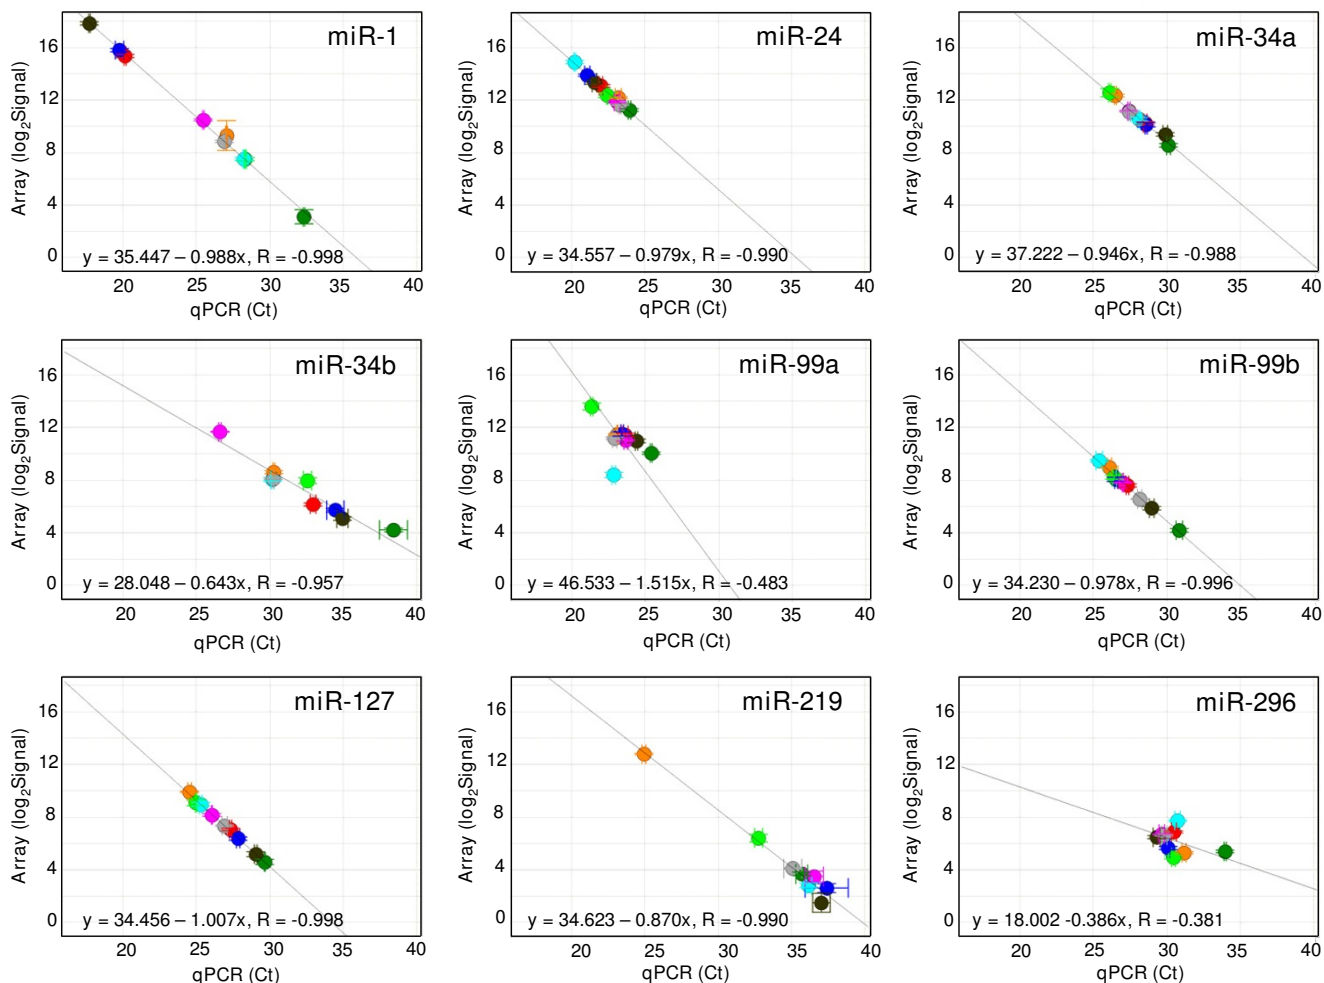 miR-1
Array (log2Signal)
16
12
8
4
0
y = 35.447 – 0.988x, R = -0.998
20 25 30 35 40
qPCR (Ct)
miR-24
Array (log2Signal)
16
12
8
4
0
y = 34.557 – 0.979x, R = -0.990
20 25 30 35 40
qPCR (Ct)
miR-34a
Array (log2Signal)
16
12
8
4
0
y = 37.222 – 0.946x, R = -0.988
20 25 30 35 40
qPCR (Ct)
miR-34b
Array (log2Signal)
16
12
8
4
0
y = 28.048 – 0.643x, R = -0.957
20 25 30 35 40
qPCR (Ct)
miR-99a
Array (log2Signal)
16
12
8
4
0
y = 46.533 – 1.515x, R = -0.483
20 25 30 35 40
qPCR (Ct)
miR-99b
Array (log2Signal)
16
12
8
4
0
y = 34.230 – 0.978x, R = -0.996
20 25 30 35 40
qPCR (Ct)
miR-127
Array (log2Signal)
16
12
8
4
0
y = 34.456 – 1.007x, R = -0.998
20 25 30 35 40
qPCR (Ct)
miR-219
Array (log2Signal)
16
12
8
4
0
y = 34.623 – 0.870x, R = -0.990
20 25 30 35 40
qPCR (Ct)
miR-296
Array (log2Signal)
16
12
8
4
0
y = 18.002 -0.386x, R = -0.381
20 25 30 35 40
qPCR (Ct)